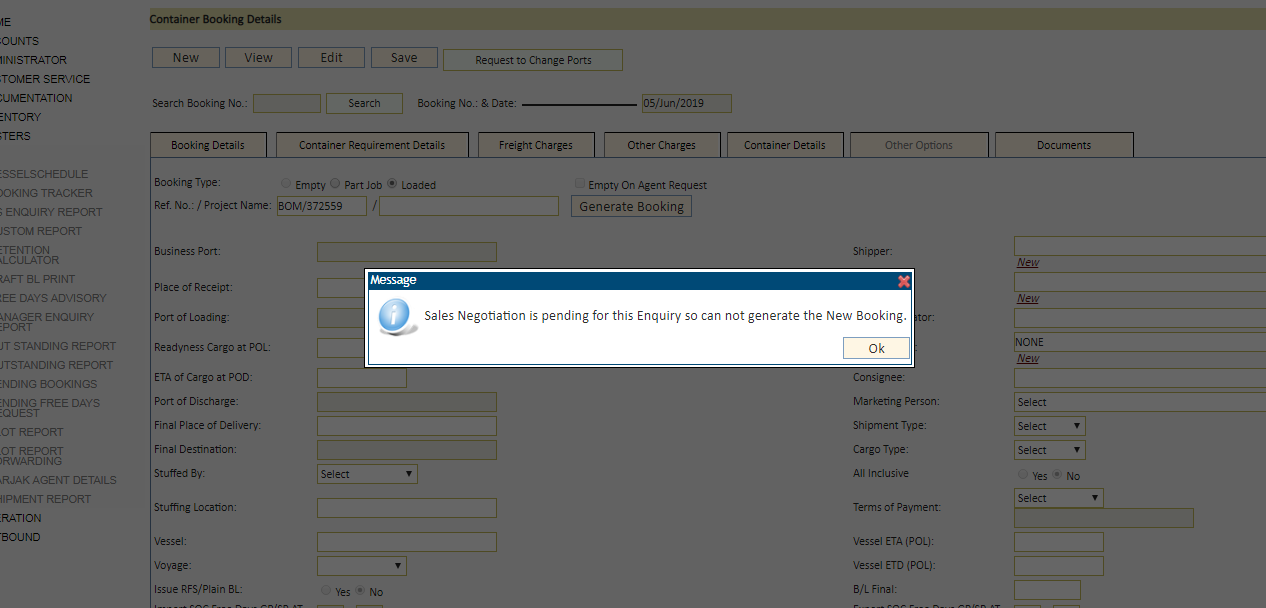 ME
Container Booking Details
COUNTS
MINISTRATOR
New View Edit Save Request to Change Ports
STOMER SERVICE
CUMENTATION
Search Booking No.: Search Booking No.: & Date: 05/Jun/2019
ENTORY
STERS
Booking Details Container Requirement Details Freight Charges Other Charges Container Details Other Options Documents
ESSELSCHEDULE
Booking Type: Empty Part Job Loaded Empty On Agent Request
OOKING TRACKER
Ref. No.: / Project Name: BOM/372559 / Generate Booking
S ENQUIRY REPORT
USTOM REPORT
ETENTION
ALCULATOR
Business Port: Shipper:
New
RAFT BL PRINT
Place of Receipt:
Message
REE DAYS ADVISORY
New
ANAGER ENQUIRY
EPORT
Port of Loading: ator:
Sales Negotiation is pending for this Enquiry so can not generate the New Booking.
UT STANDING REPORT
Readyness Cargo at POL: NONE
Ok
New
UTSTANDING REPORT
ETA of Cargo at POD: Consignee:
ENDING BOOKINGS
Port of Discharge: Marketing Person: Select
ENDING FREE DAYS
EQUEST
Final Place of Delivery: Shipment Type: Select
LOT REPORT
Final Destination: Cargo Type: Select
LOT REPORT
ORWARDING
Stuffed By: Select All Inclusive Yes No
ARJAK AGENT DETAILS
HIPMENT REPORT
Select
Stuffing Location: Terms of Payment:
ERATION
TBOUND
Vessel: Vessel ETA (POL):
Voyage: Vessel ETD (POL):
Issue RFS/Plain BL: Yes No B/L Final: